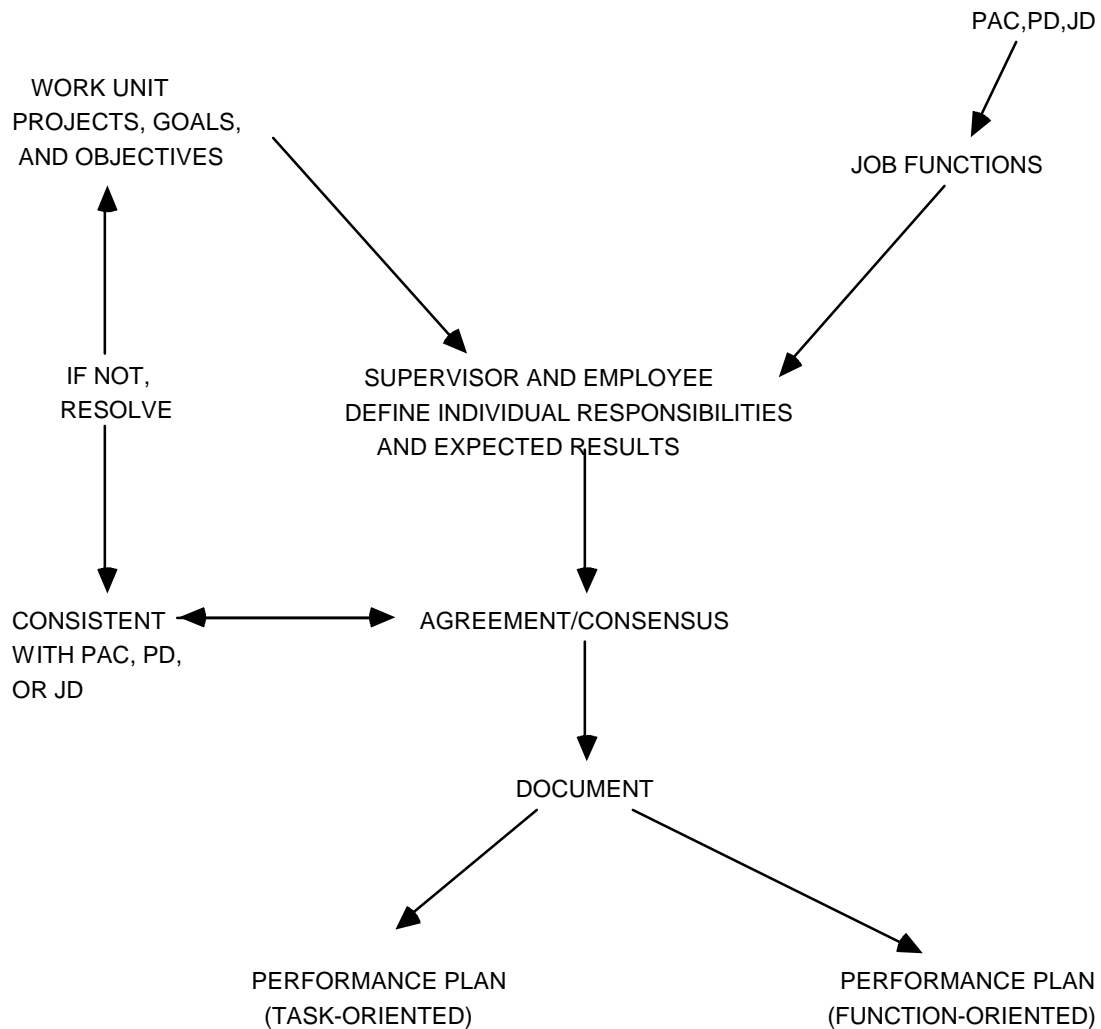 PAC,PD,JD
WORK UNIT
PROJECTS, GOALS,
AND OBJECTIVES
JOB FUNCTIONS
IF NOT,
RESOLVE
SUPERVISOR AND EMPLOYEE
DEFINE INDIVIDUAL RESPONSIBILITIES
AND EXPECTED RESULTS
CONSISTENT
WITH PAC, PD,
OR JD
AGREEMENT/CONSENSUS
DOCUMENT
PERFORMANCE PLAN
(TASK-ORIENTED)
PERFORMANCE PLAN
(FUNCTION-ORIENTED)